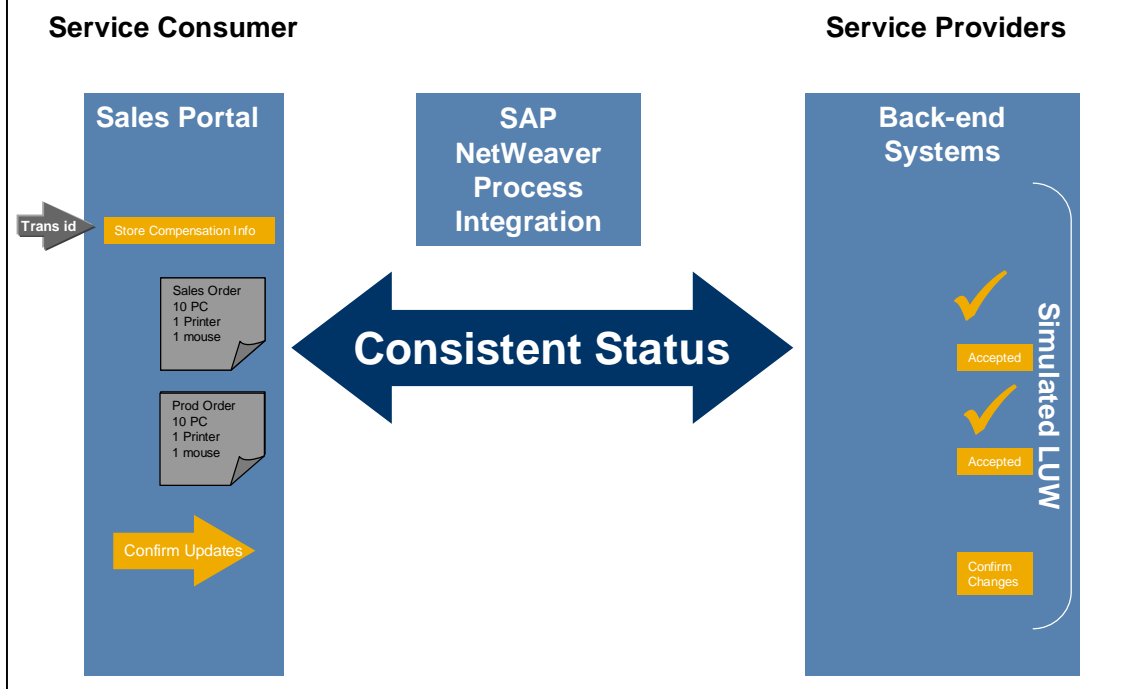 Service Consumer
Service Providers
Sales Portal
SAP
NetWeaver
Process
Integration
Back-end
Systems
Trans id
Store Compensation Info
Sales Order
10 PC
1 Printer
1 mouse
Consistent Status
Accepted
Simulated LUW
Prod Order
10 PC
1 Printer
1 mouse
Accepted
Confirm Updates
Confirm
Changes